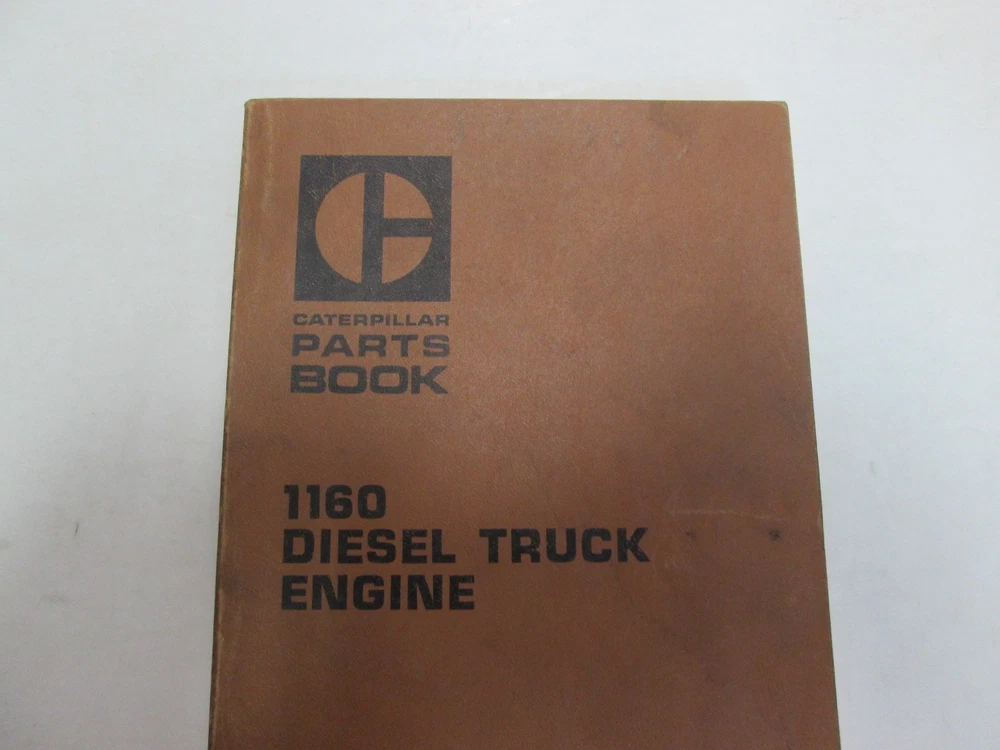 CATERPILLAR
PARTS
BOOK
1160
DIESEL TRUCK
ENGINE